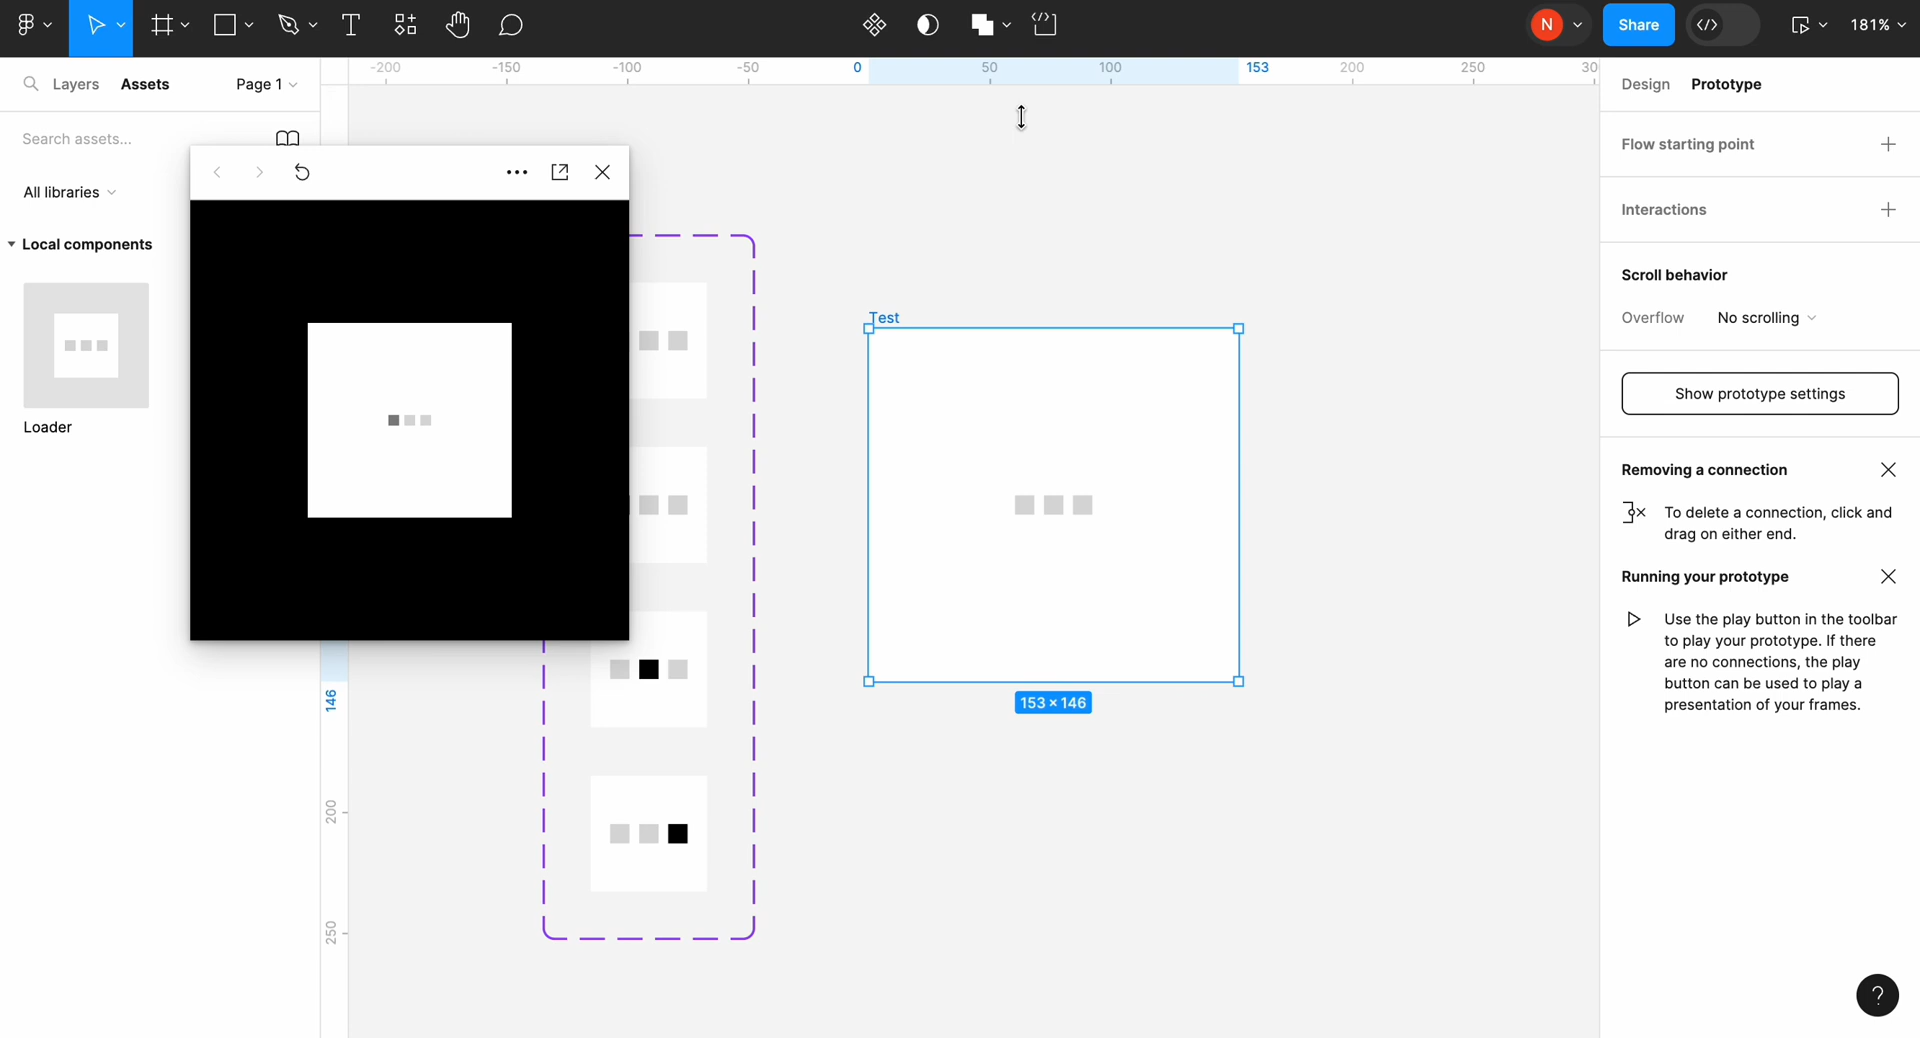 N
Share
181%
Layers
Assets
Page 1
-200
-150
-100
-50
0
50
100
153
200
250
30
Design
Prototype
Search assets...
Flow starting point
All libraries
Interactions
Local components
Scroll behavior
Overflow
No scrolling
Test
Show prototype settings
Loader
Removing a connection
To delete a connection, click and
drag on either end.
Running your prototype
Use the play button in the toolbar
to play your prototype. If there
are no connections, the play
button can be used to play a
presentation of your frames.
146
153 × 146
200
250
?